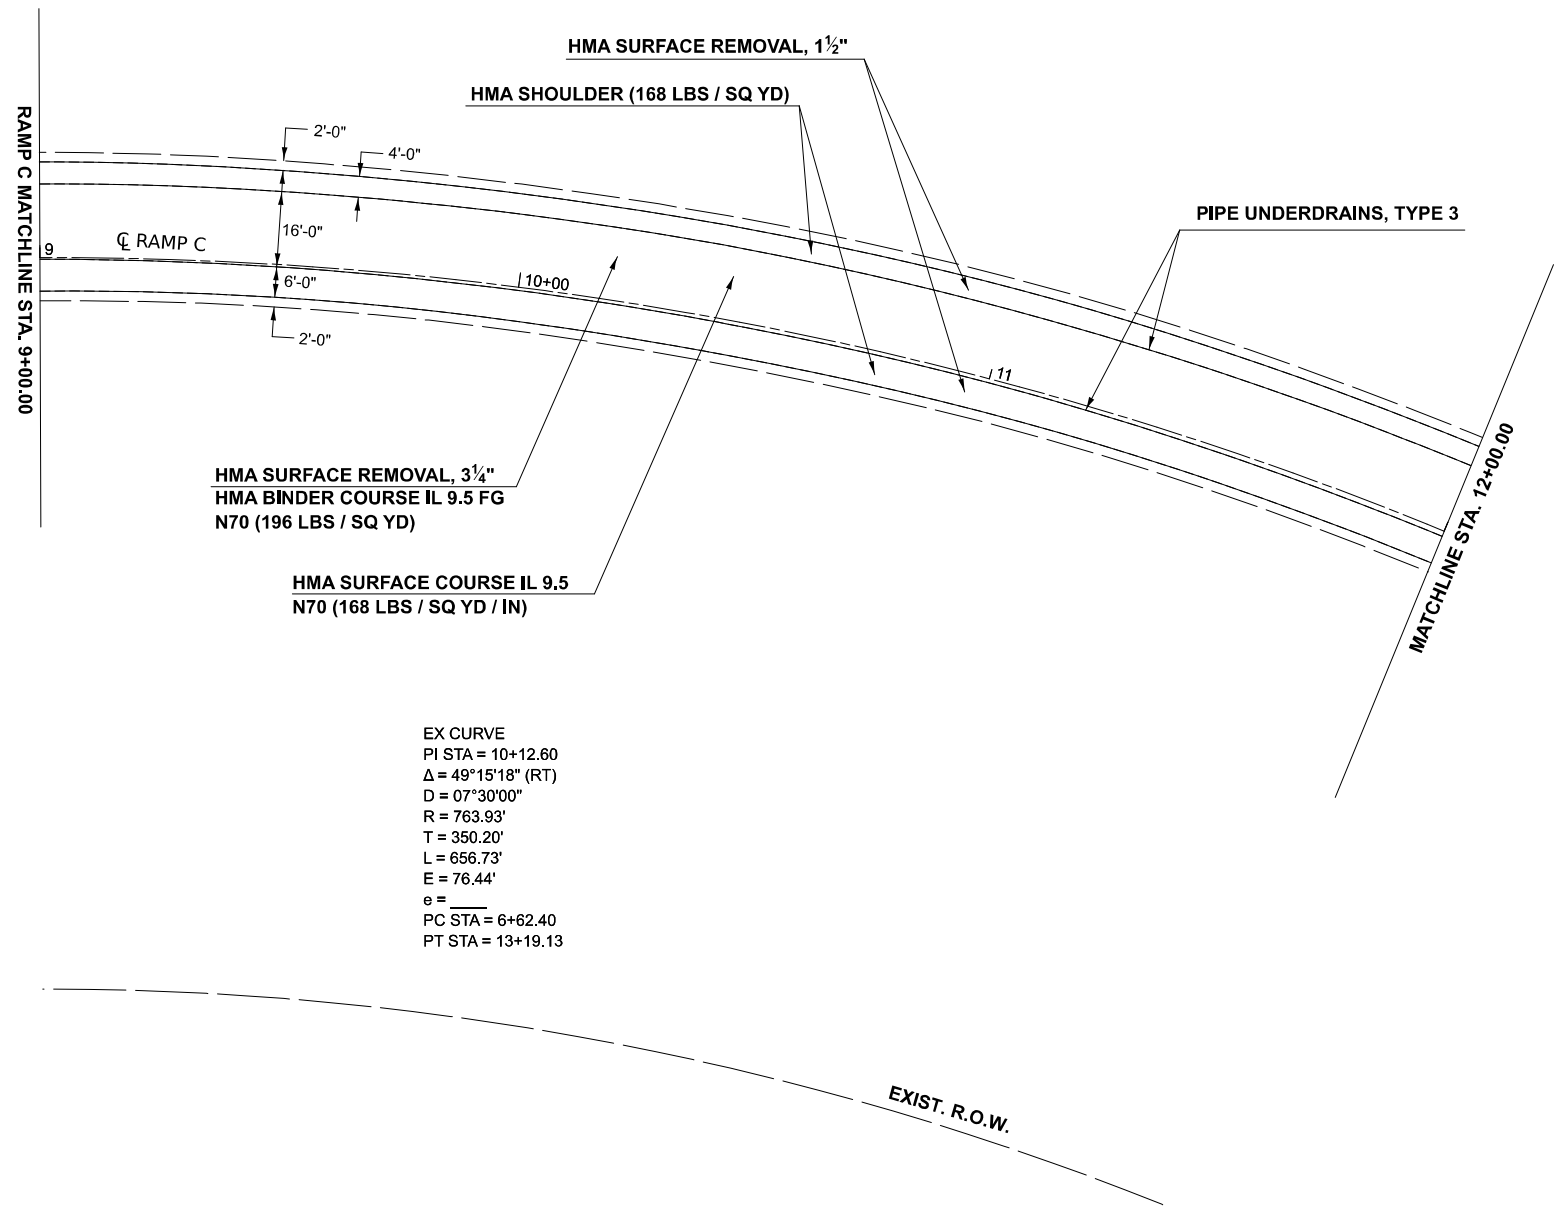 HMA SURFACE REMOVAL, 1½"
HMA SHOULDER (168 LBS / SQ YD)
RAMP C MATCHLINE STA. 9+00.00
2'-0"
4'-0"
16'-0"
℄ RAMP C
9
6'-0"
2'-0"
10+00
11
PIPE UNDERDRAINS, TYPE 3
MATCHLINE STA. 12+00.00
HMA SURFACE REMOVAL, 3¼"
HMA BINDER COURSE IL 9.5 FG
N70 (196 LBS / SQ YD)
HMA SURFACE COURSE IL 9.5
N70 (168 LBS / SQ YD / IN)
EX CURVE
PI STA = 10+12.60
Δ = 49°15'18" (RT)
D = 07°30'00"
R = 763.93'
T = 350.20'
L = 656.73'
E = 76.44'
e = ____
PC STA = 6+62.40
PT STA = 13+19.13
EXIST. R.O.W.